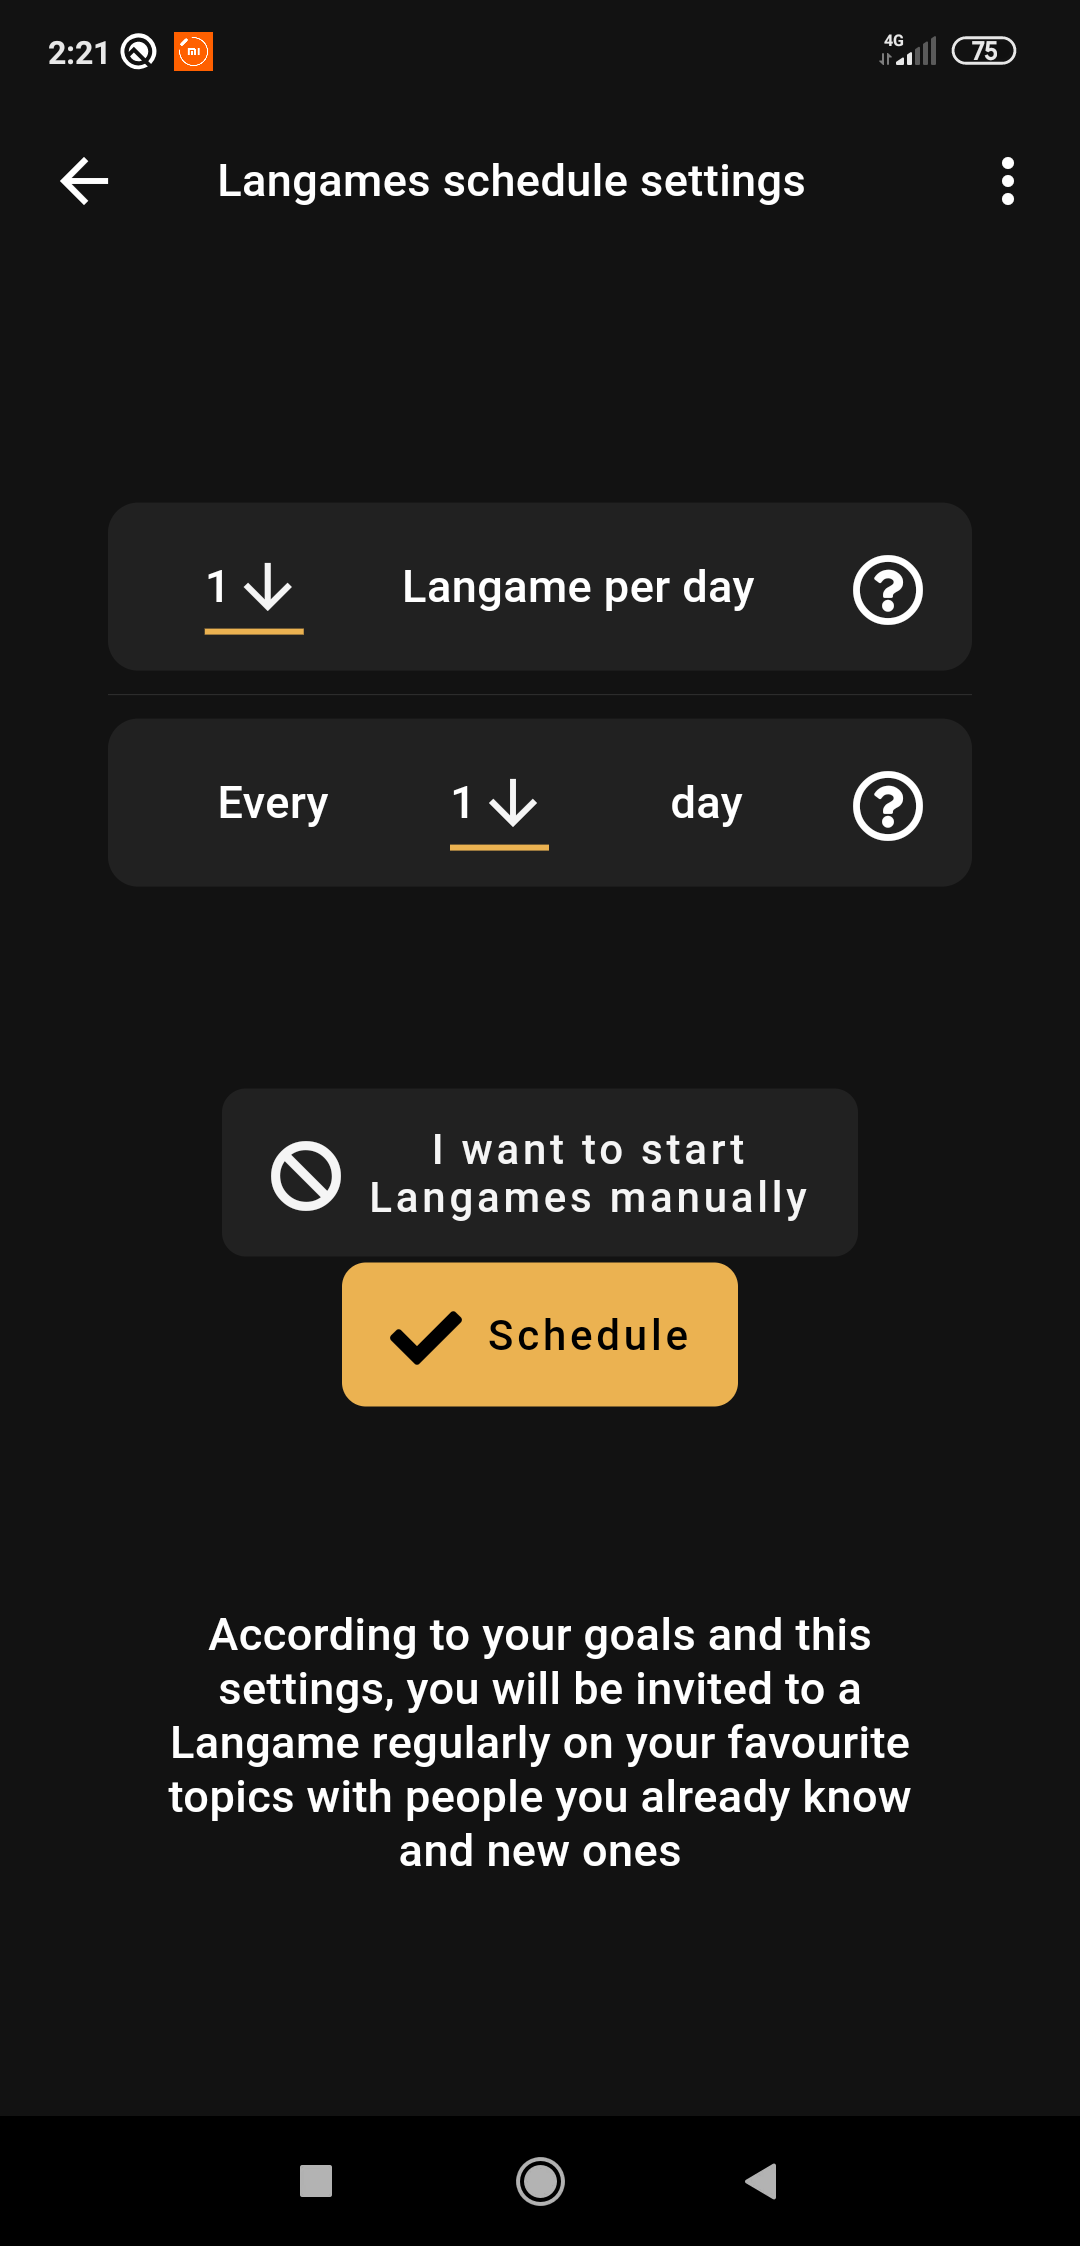 2:21
4G
75
Langames schedule settings
1 Langame per day
Every 1 day
I want to start
Langames manually
Schedule
According to your goals and this
settings, you will be invited to a
Langame regularly on your favourite
topics with people you already know
and new ones